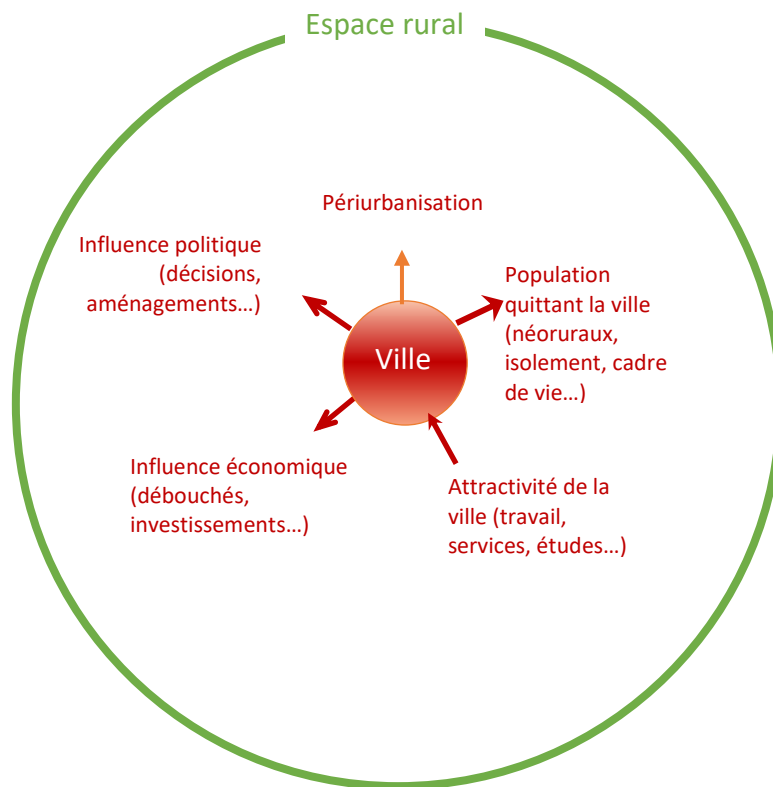 Espace rural
Périurbanisation
Influence politique
(décisions,
aménagements…)
Population
quittant la ville
(néoruraux,
isolement, cadre
de vie…)
Ville
Influence économique
(débouchés,
investissements…)
Attractivité de la
ville (travail,
services, études…)